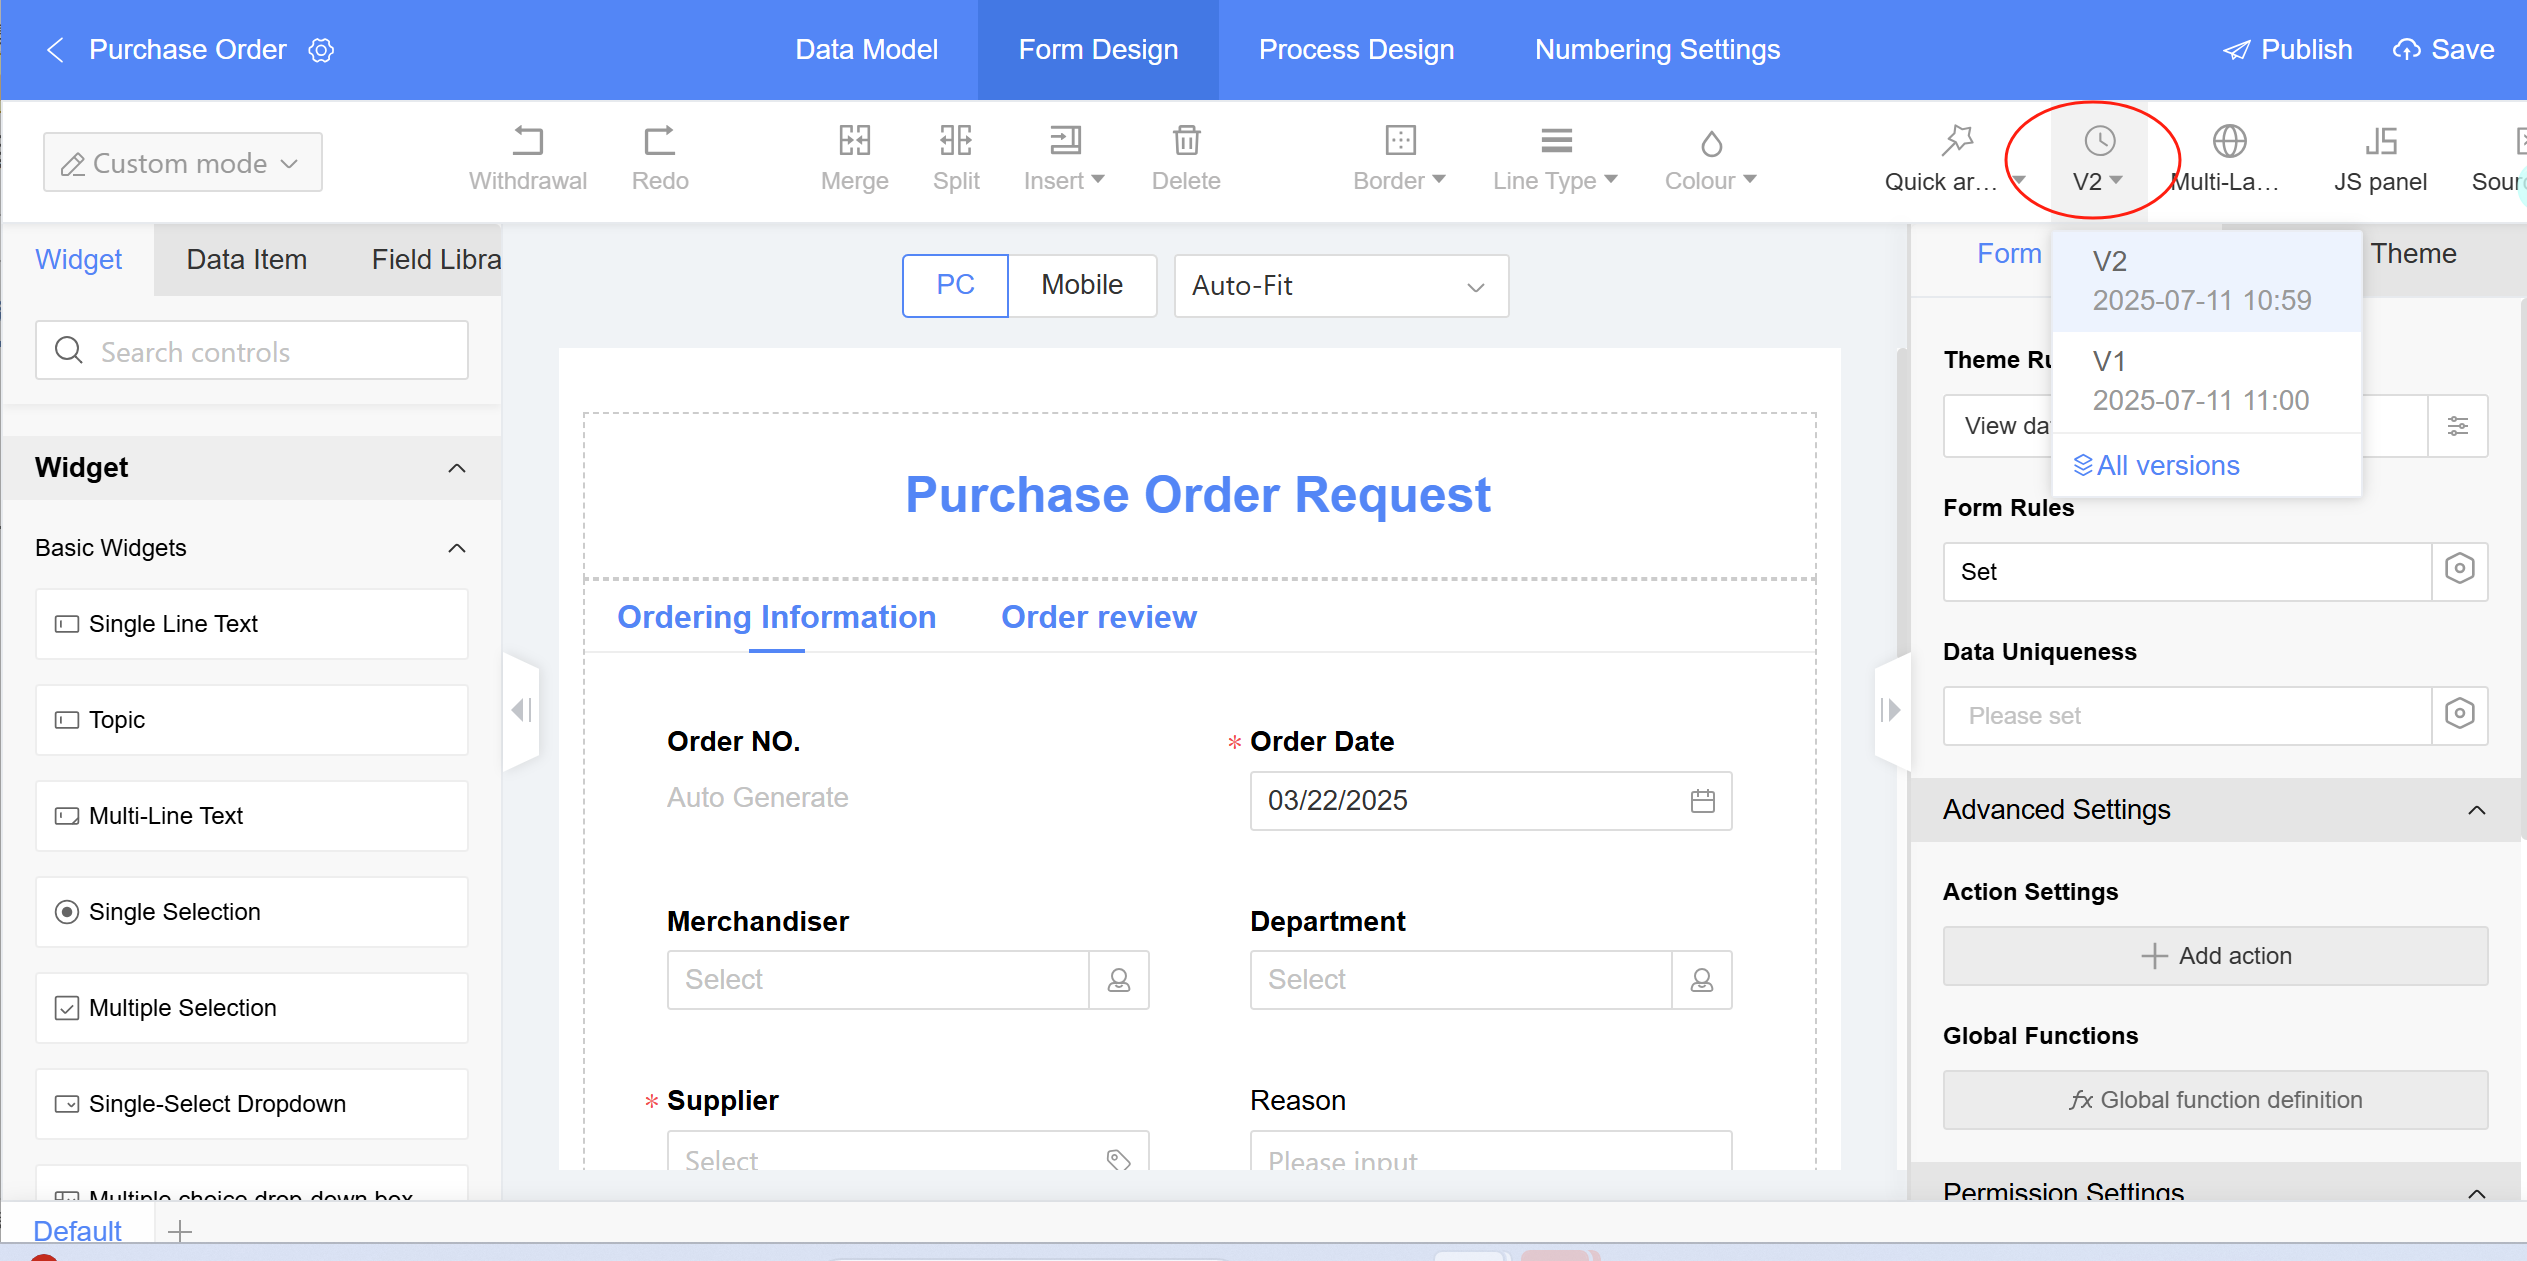 Purchase Order
Data Model
Form Design
Process Design
Numbering Settings
Publish
Save
Custom mode
Withdrawal
Redo
Merge
Split
Insert
Delete
Border
Line Type
Colour
Quick ar...
V2
Multi-La...
JS panel
Sour
Widget
Data Item
Field Libra
PC
Mobile
Auto-Fit
Form
Theme
V2
2025-07-11 10:59
V1
2025-07-11 11:00
All versions
Search controls
Widget
Basic Widgets
Single Line Text
Topic
Multi-Line Text
Single Selection
Multiple Selection
Single-Select Dropdown
Multiple choice drop-down box
Default
Purchase Order Request
Ordering Information
Order review
Order NO.
Auto Generate
* Order Date
03/22/2025
Merchandiser
Select
Department
Select
* Supplier
Select
Reason
Please input
Theme Ru
View da
Form Rules
Set
Data Uniqueness
Please set
Advanced Settings
Action Settings
Add action
Global Functions
fx Global function definition
Permission Settings